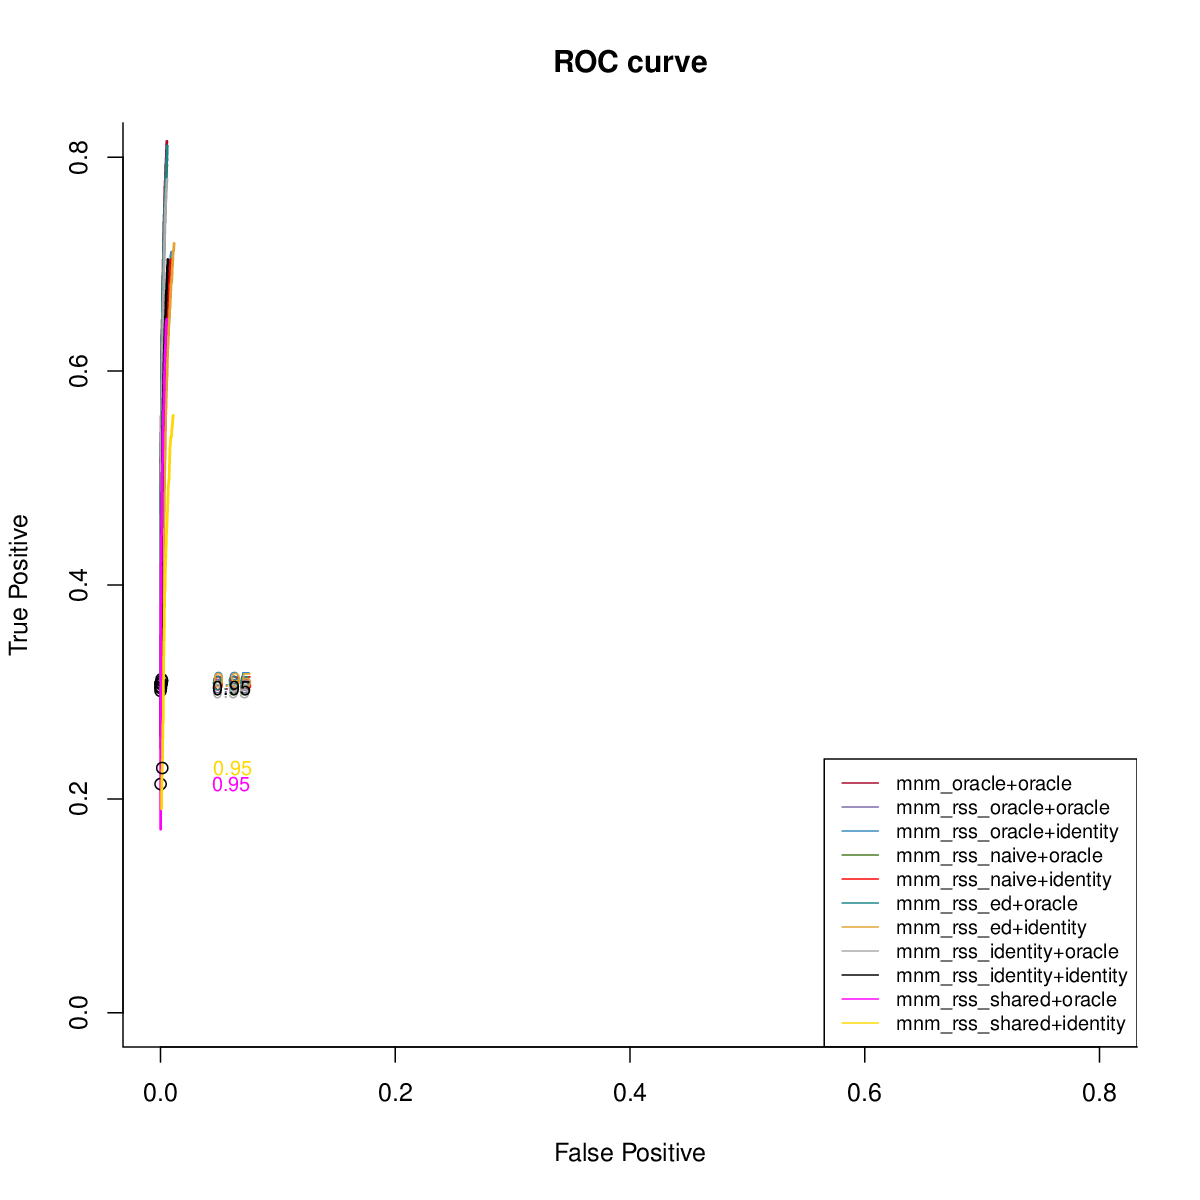 ROC curve
True Positive
0.8
0.6
0.4
0.2
0.0
0.95
0.95
0.95
mnm_oracle+oracle
mnm_rss_oracle+oracle
mnm_rss_oracle+identity
mnm_rss_naive+oracle
mnm_rss_naive+identity
mnm_rss_ed+oracle
mnm_rss_ed+identity
mnm_rss_identity+oracle
mnm_rss_identity+identity
mnm_rss_shared+oracle
mnm_rss_shared+identity
0.0 0.2 0.4 0.6 0.8
False Positive